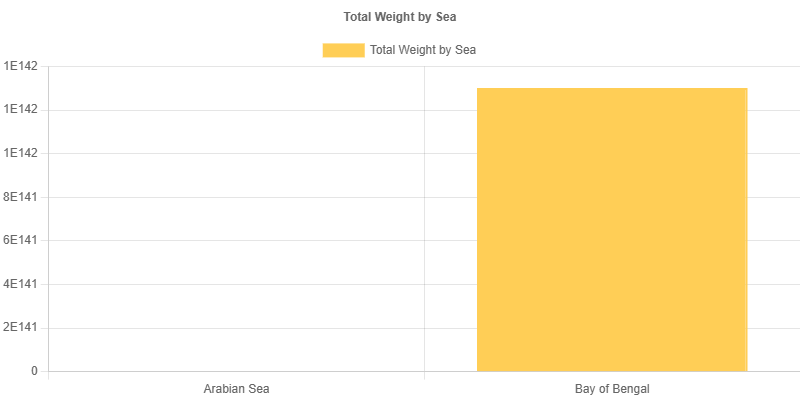 Total Weight by Sea
Total Weight by Sea
1E142
1E142
1E142
8E141
6E141
4E141
2E141
0
Arabian Sea
Bay of Bengal